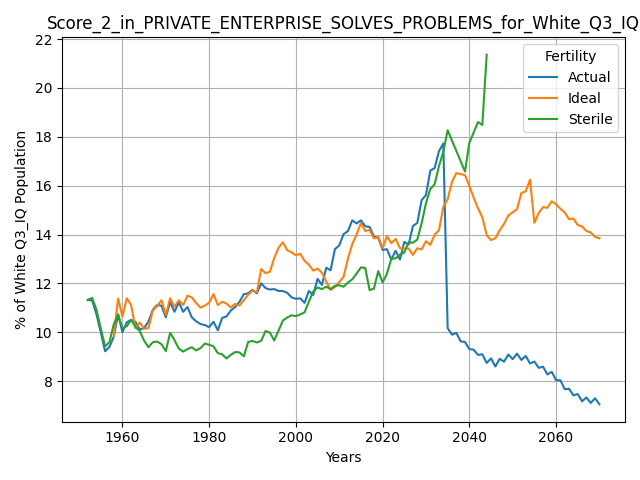 Score_2_in_PRIVATE_ENTERPRISE_SOLVES_PROBLEMS_for_White_Q3_IQ
Fertility
Actual
Ideal
Sterile
% of White Q3_IQ Population
22
20
18
16
14
12
10
8
1960
1980
2000
2020
2040
2060
Years